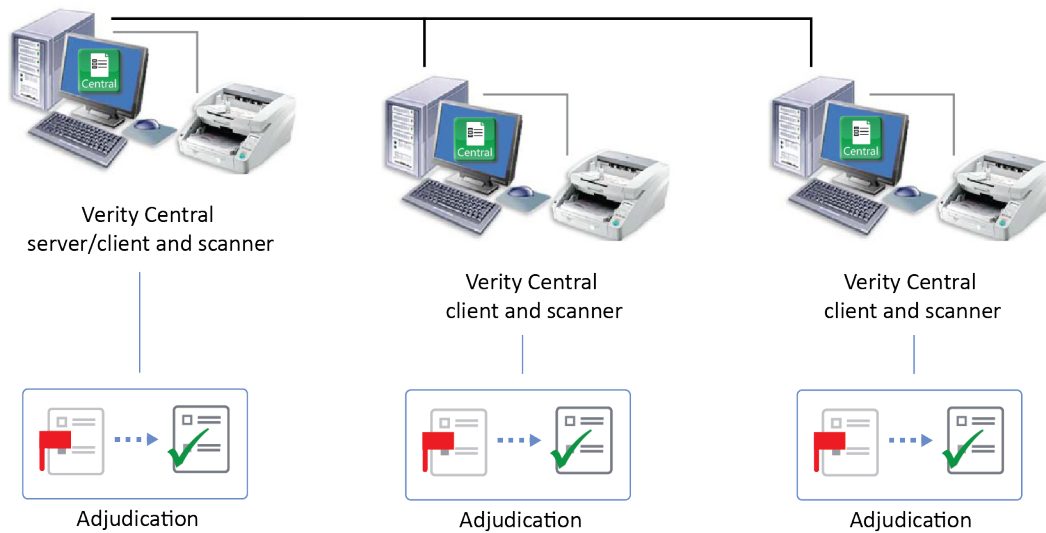 Central
Central
Central
Verity Central
server/client and scanner
Verity Central
client and scanner
Verity Central
client and scanner
Adjudication
Adjudication
Adjudication